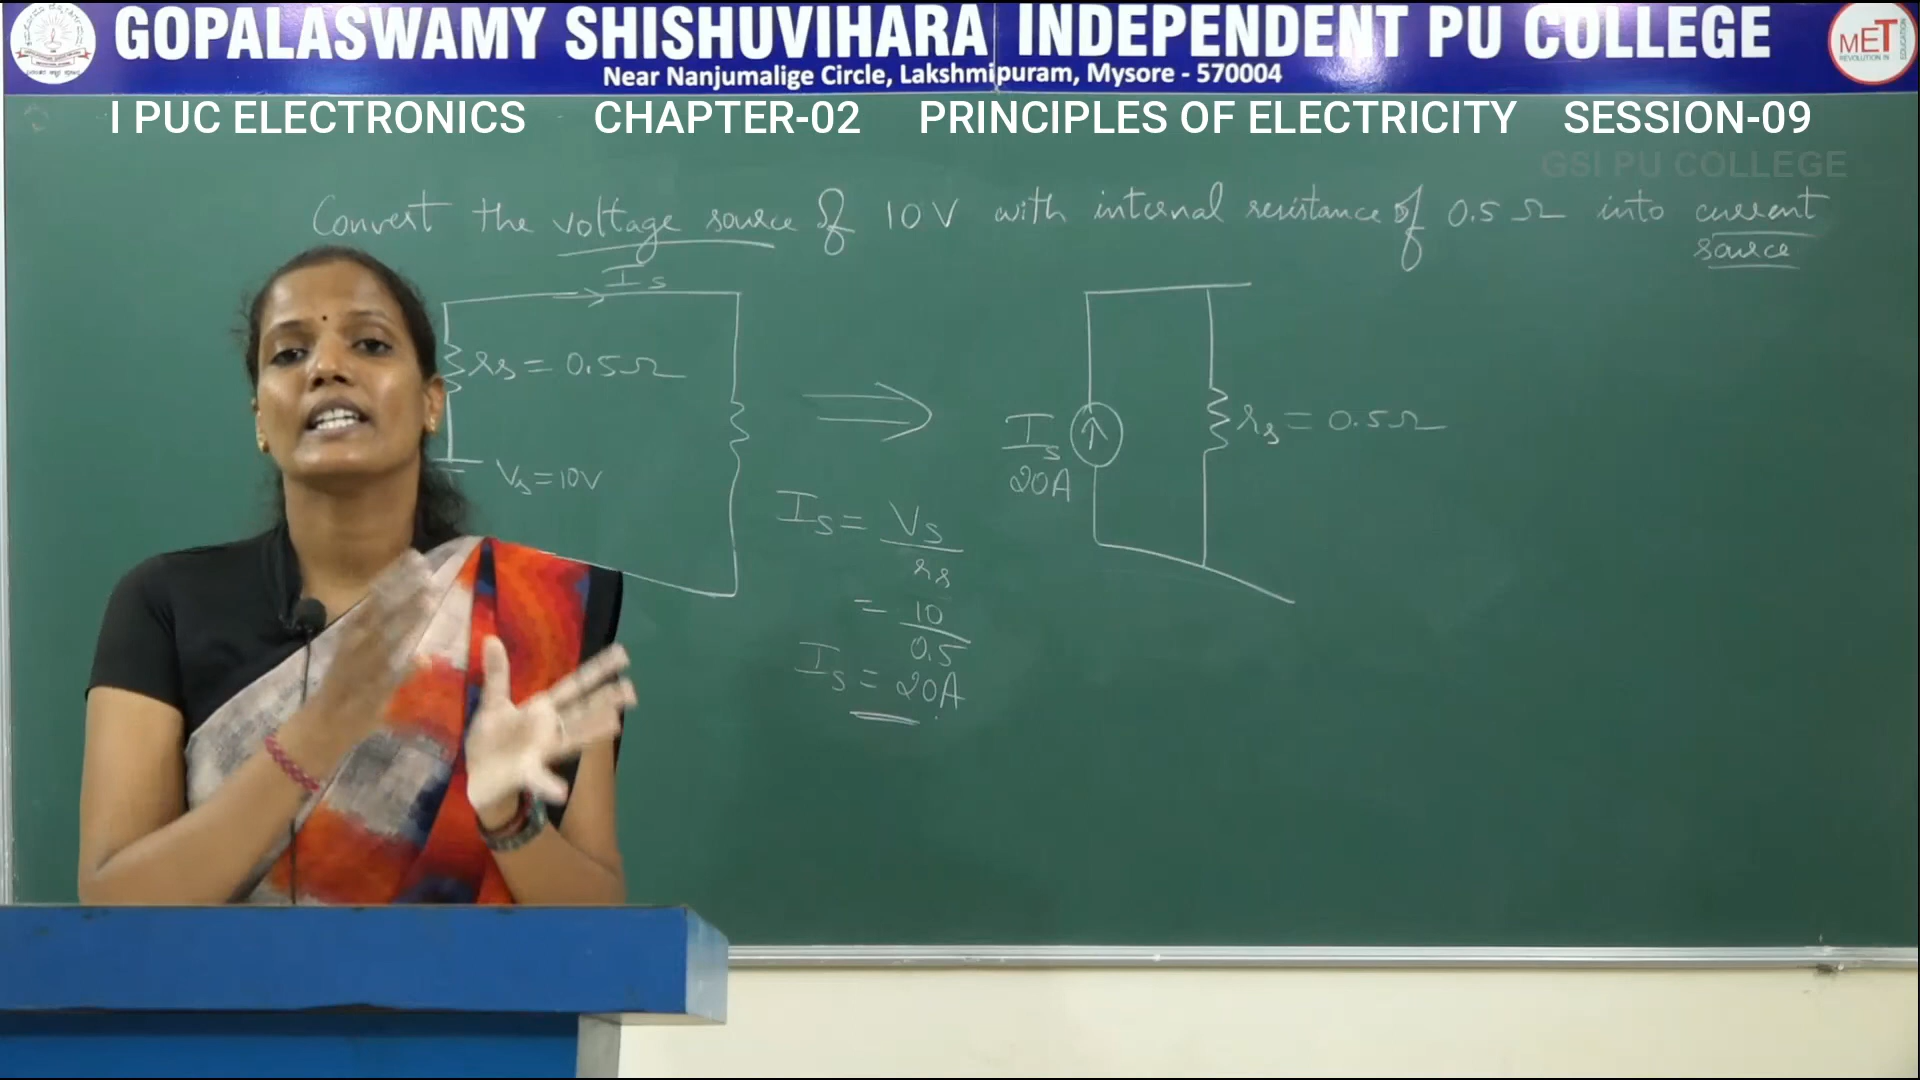 GOPALASWAMY SHISHUVIHARA INDEPENDENT PU COLLEGE
Near Nanjumalige Circle, Lakshmipuram, Mysore - 570004
MET
I PUC ELECTRONICS CHAPTER-02 PRINCIPLES OF ELECTRICITY SESSION-09
GSI PU COLLEGE
Convert the voltage source of 10V with internal resistance of 0.5 Ω into current
source
Is
rs = 0.5Ω
Vs=10V
Is = Vs
rs
= 10
0.5
Is = 20A
Is
20A
rs = 0.5Ω